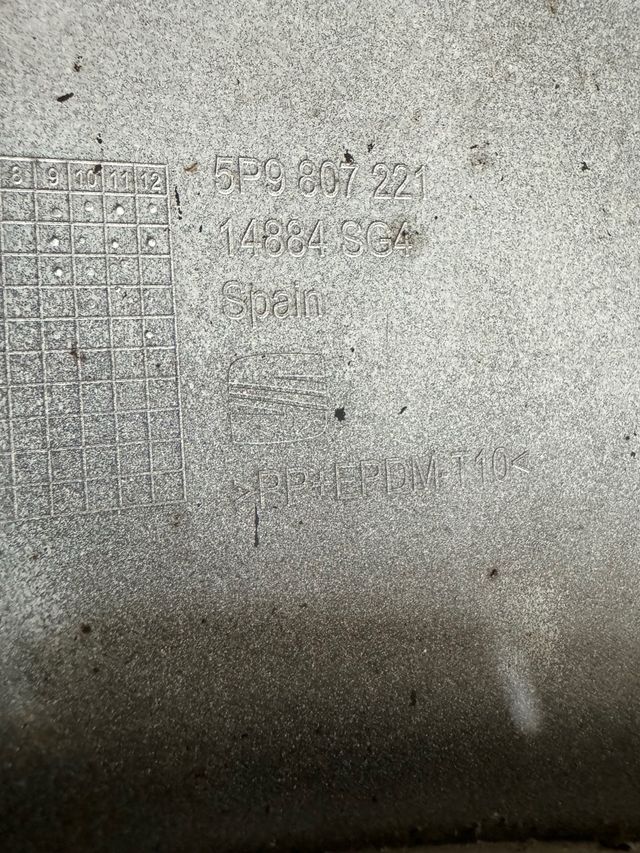 8 9 10 11 12
5P9 807 221
14884 SG4
Spain
>PP+EPDM-T10<